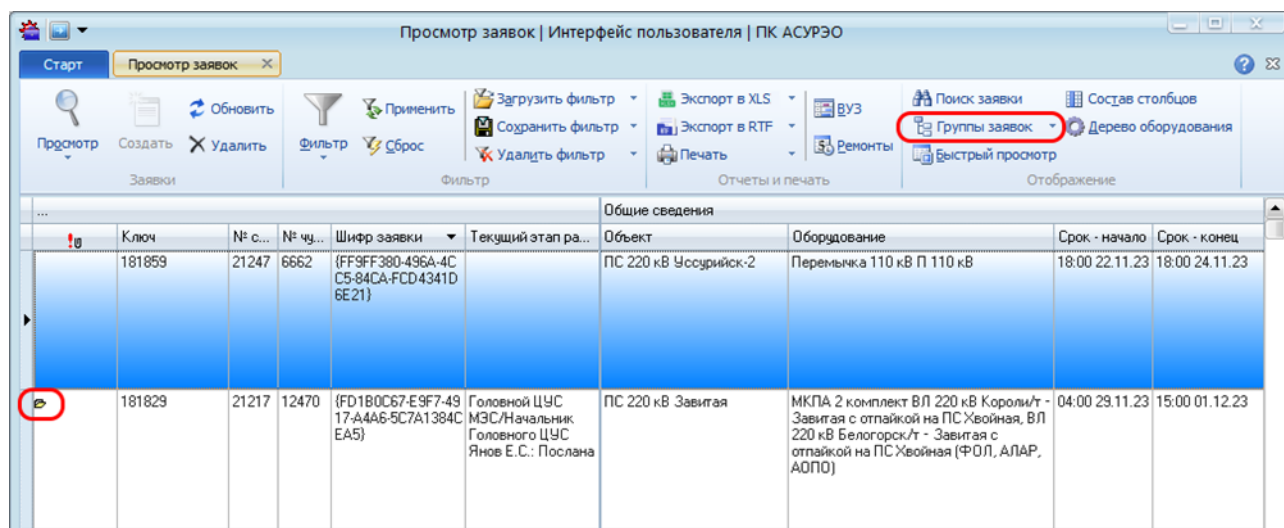 Просмотр заявок | Интерфейс пользователя | ПК АСУРЭО
Старт Просмотр заявок
Просмотр Создать Обновить Удалить
Заявки
Фильтр Применить Сброс Загрузить фильтр Сохранить фильтр Удалить фильтр
Фильтр
Экспорт в XLS Экспорт в RTF Печать ВУЗ Ремонты
Отчеты и печать
Поиск заявки Группы заявок Быстрый просмотр Состав столбцов Дерево оборудования
Отображение
... Общие сведения
Ключ № с... № чу... Шифр заявки Текущий этап ра... Объект Оборудование Срок - начало Срок - конец
181859 21247 6662 {FF9FF380-496A-4C ПС 220 кВ Уссурийск-2 Перемычка 110 кВ П 110 кВ 18:00 22.11.23 18:00 24.11.23
C5-84CA-FCD4341D
6E21}
181829 21217 12470 {FD1B0C67-E9F7-49 Головной ЦУС ПС 220 кВ Завитая МКПА 2 комплект ВЛ 220 кВ Короли/т - 04:00 29.11.23 15:00 01.12.23
17-A4A6-5C7A1384C МЭС/Начальник Завитая с отпайкой на ПС Хвойная, ВЛ
EA5} Головного ЦУС 220 кВ Белогорск/т - Завитая с
Янов Е.С.: Послана отпайкой на ПС Хвойная (ФОЛ, АЛАР,
АОПО)